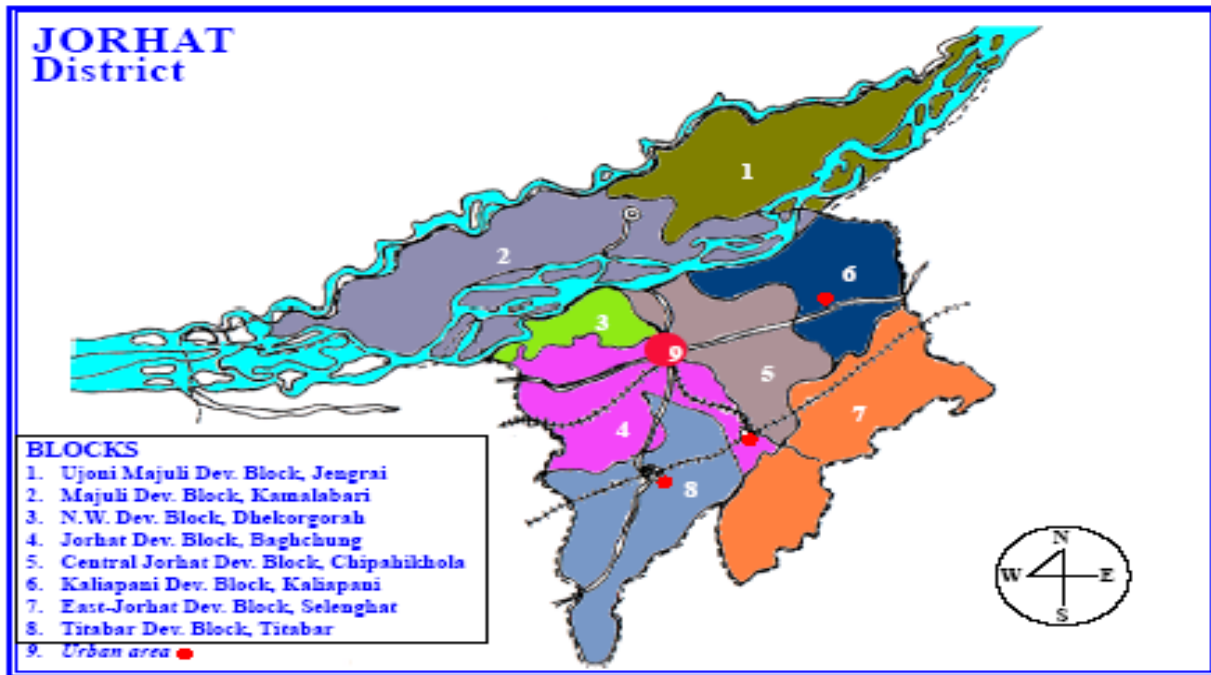 JORHAT
District
1
2
6
3
9
5
7
4
8
BLOCKS
1. Ujoni Majuli Dev. Block, Jengrai
2. Majuli Dev. Block, Kamalabari
3. N.W. Dev. Block, Dhekorgorah
4. Jorhat Dev. Block, Baghchung
5. Central Jorhat Dev. Block, Chipahikhola
6. Kaliapani Dev. Block, Kaliapani
7. East-Jorhat Dev. Block, Selenghat
8. Titabar Dev. Block, Titabar
9. Urban area
N
W E
S